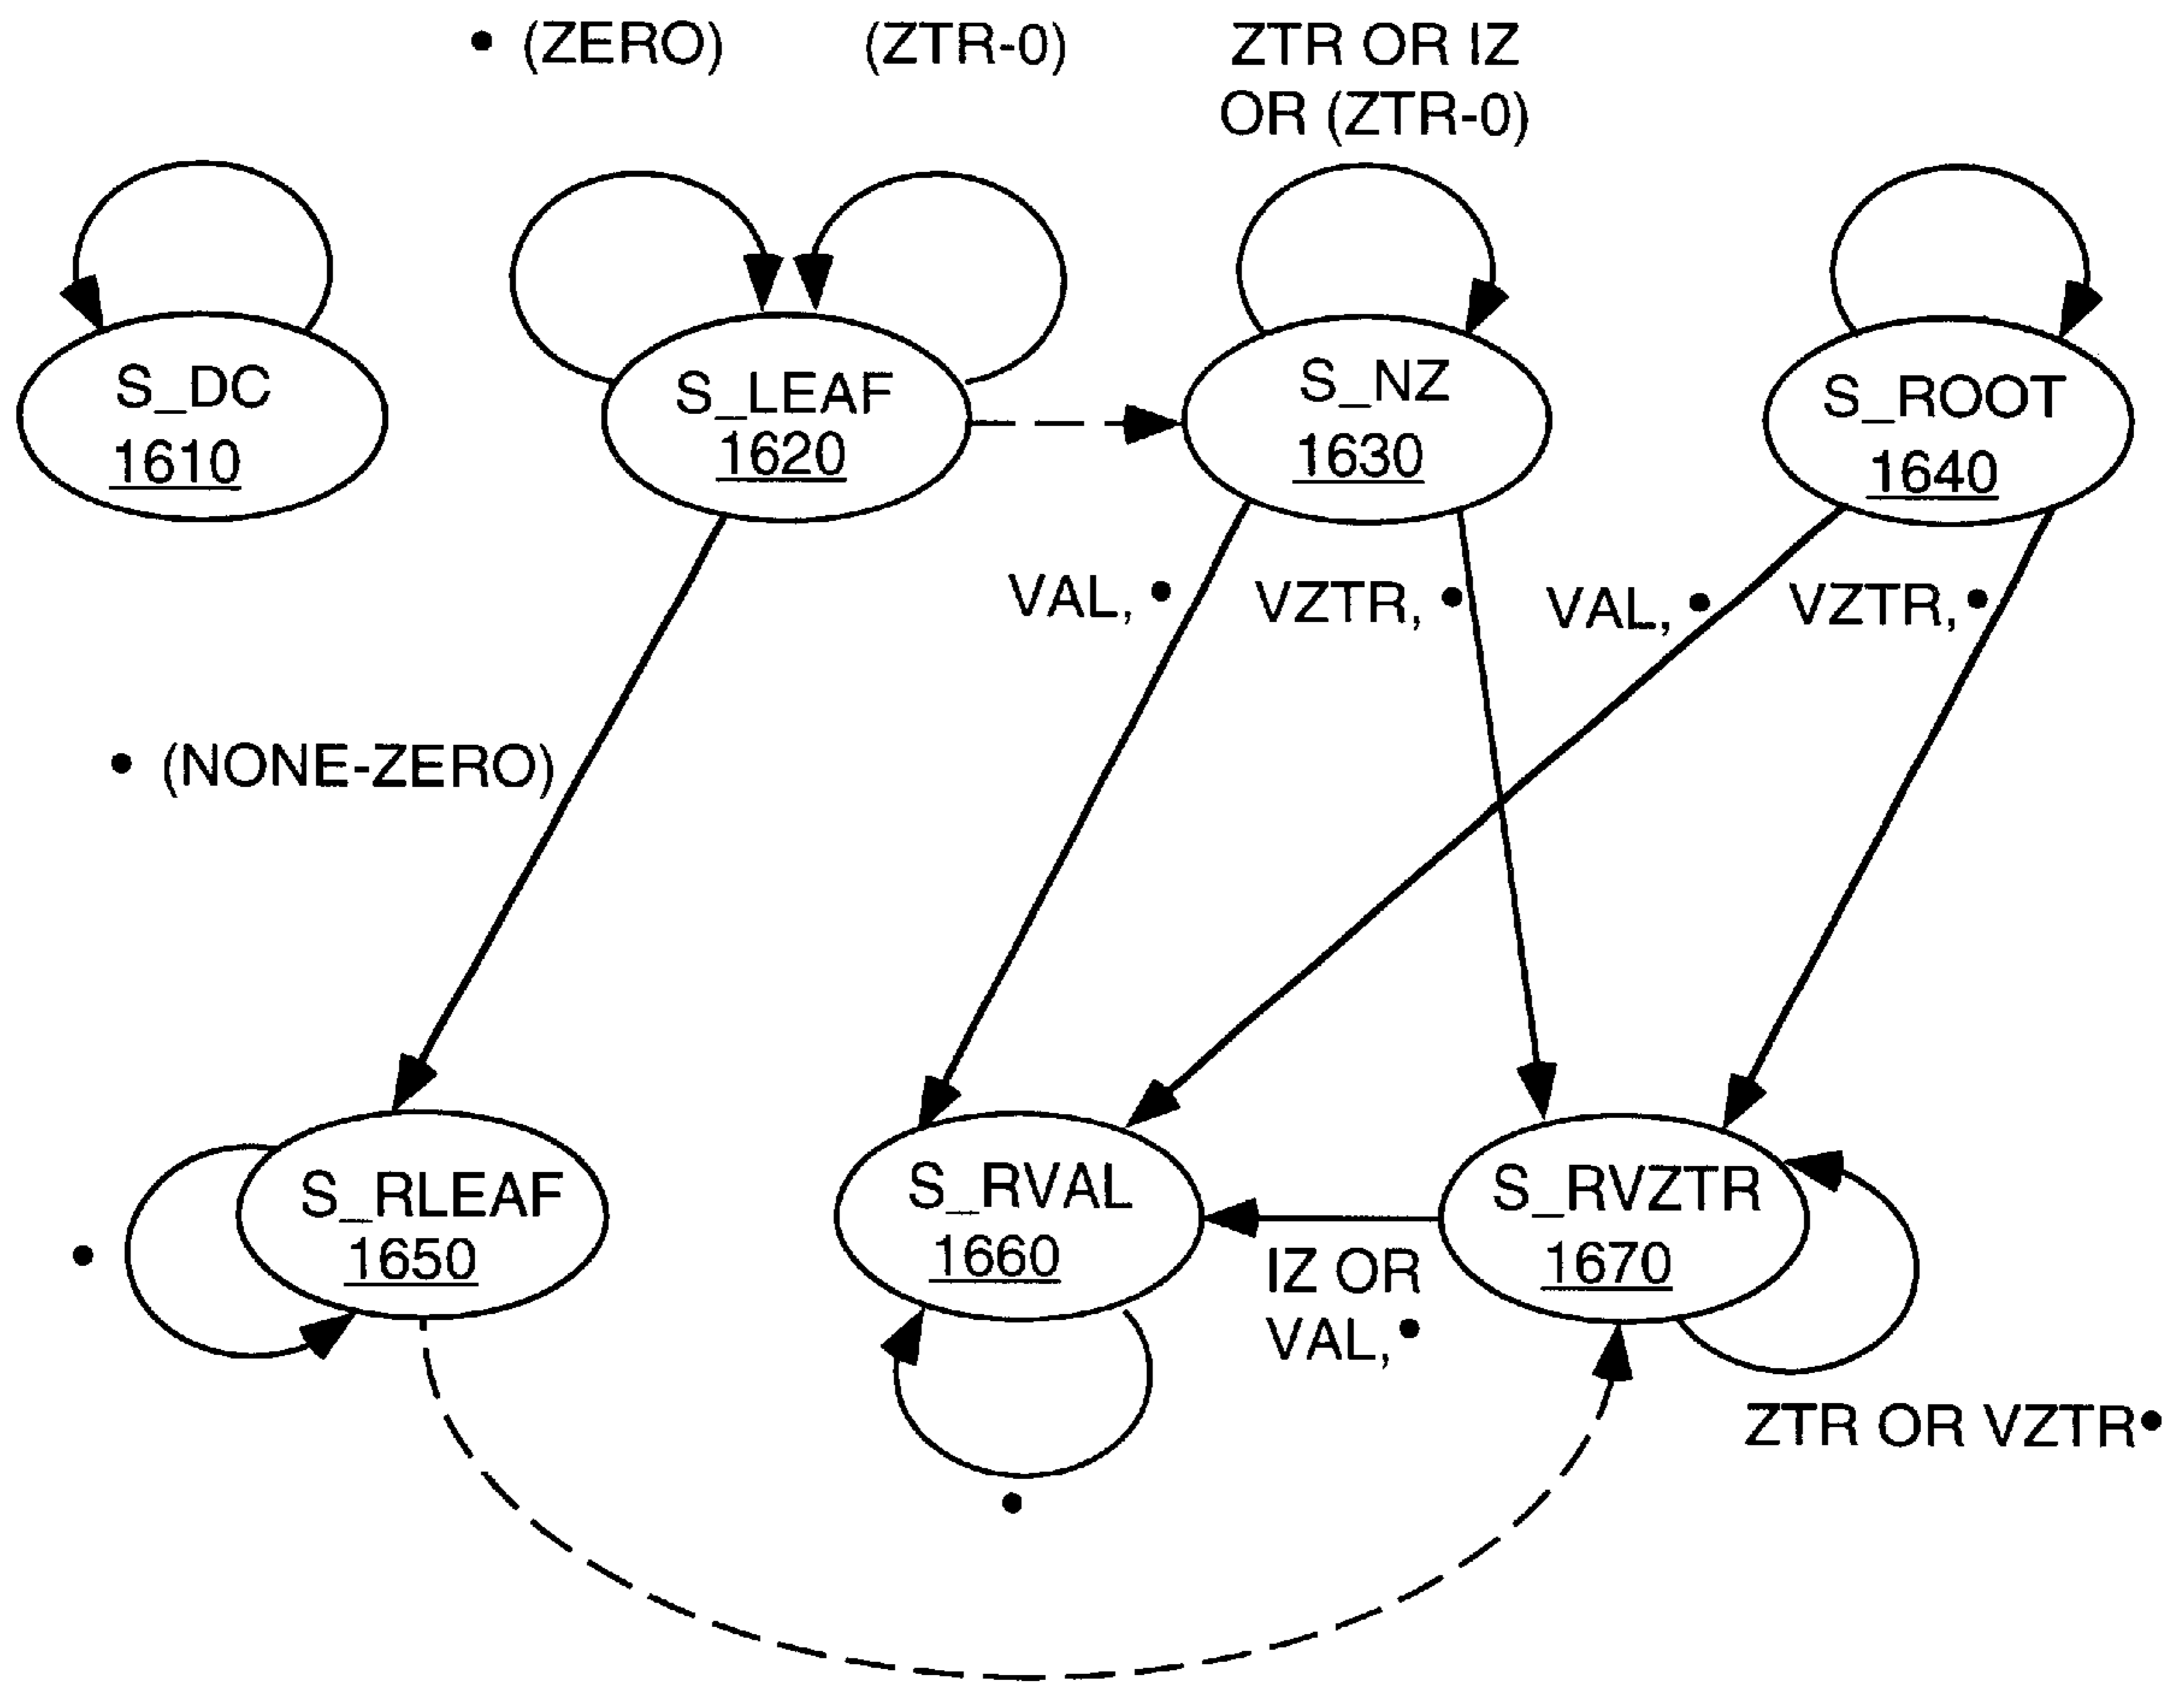 • (ZERO)
(ZTR-0)
ZTR OR IZ
OR (ZTR-0)
S_DC
1610
S_LEAF
1620
S_NZ
1630
S_ROOT
1640
VAL, •
VZTR, •
VAL, •
VZTR, •
• (NONE-ZERO)
S_RLEAF
1650
S_RVAL
1660
S_RVZTR
1670
•
IZ OR
VAL, •
ZTR OR VZTR•
•